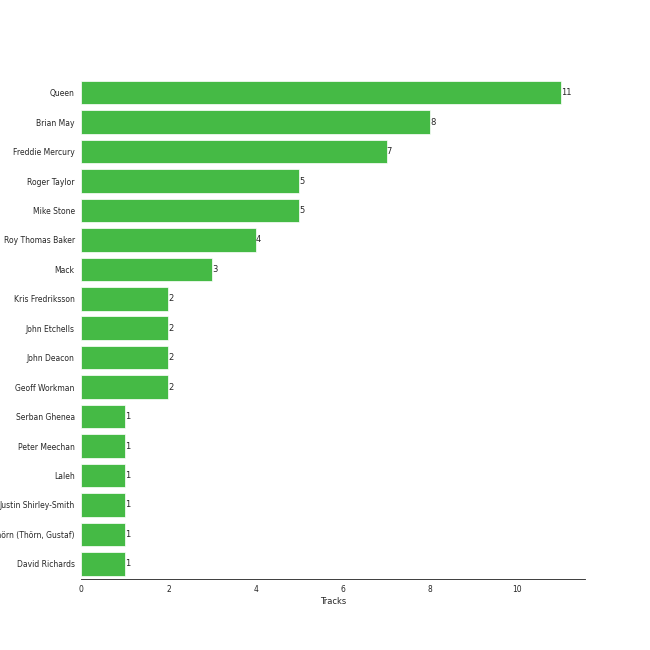 Queen 11
Brian May 8
Freddie Mercury 7
Roger Taylor 5
Mike Stone 5
Roy Thomas Baker 4
Mack 3
Kris Fredriksson 2
John Etchells 2
John Deacon 2
Geoff Workman 2
Serban Ghenea 1
Peter Meechan 1
Laleh 1
Justin Shirley-Smith 1
(Thörn, Gustaf) 1
David Richards 1
0 2 4 6 8 10
Tracks